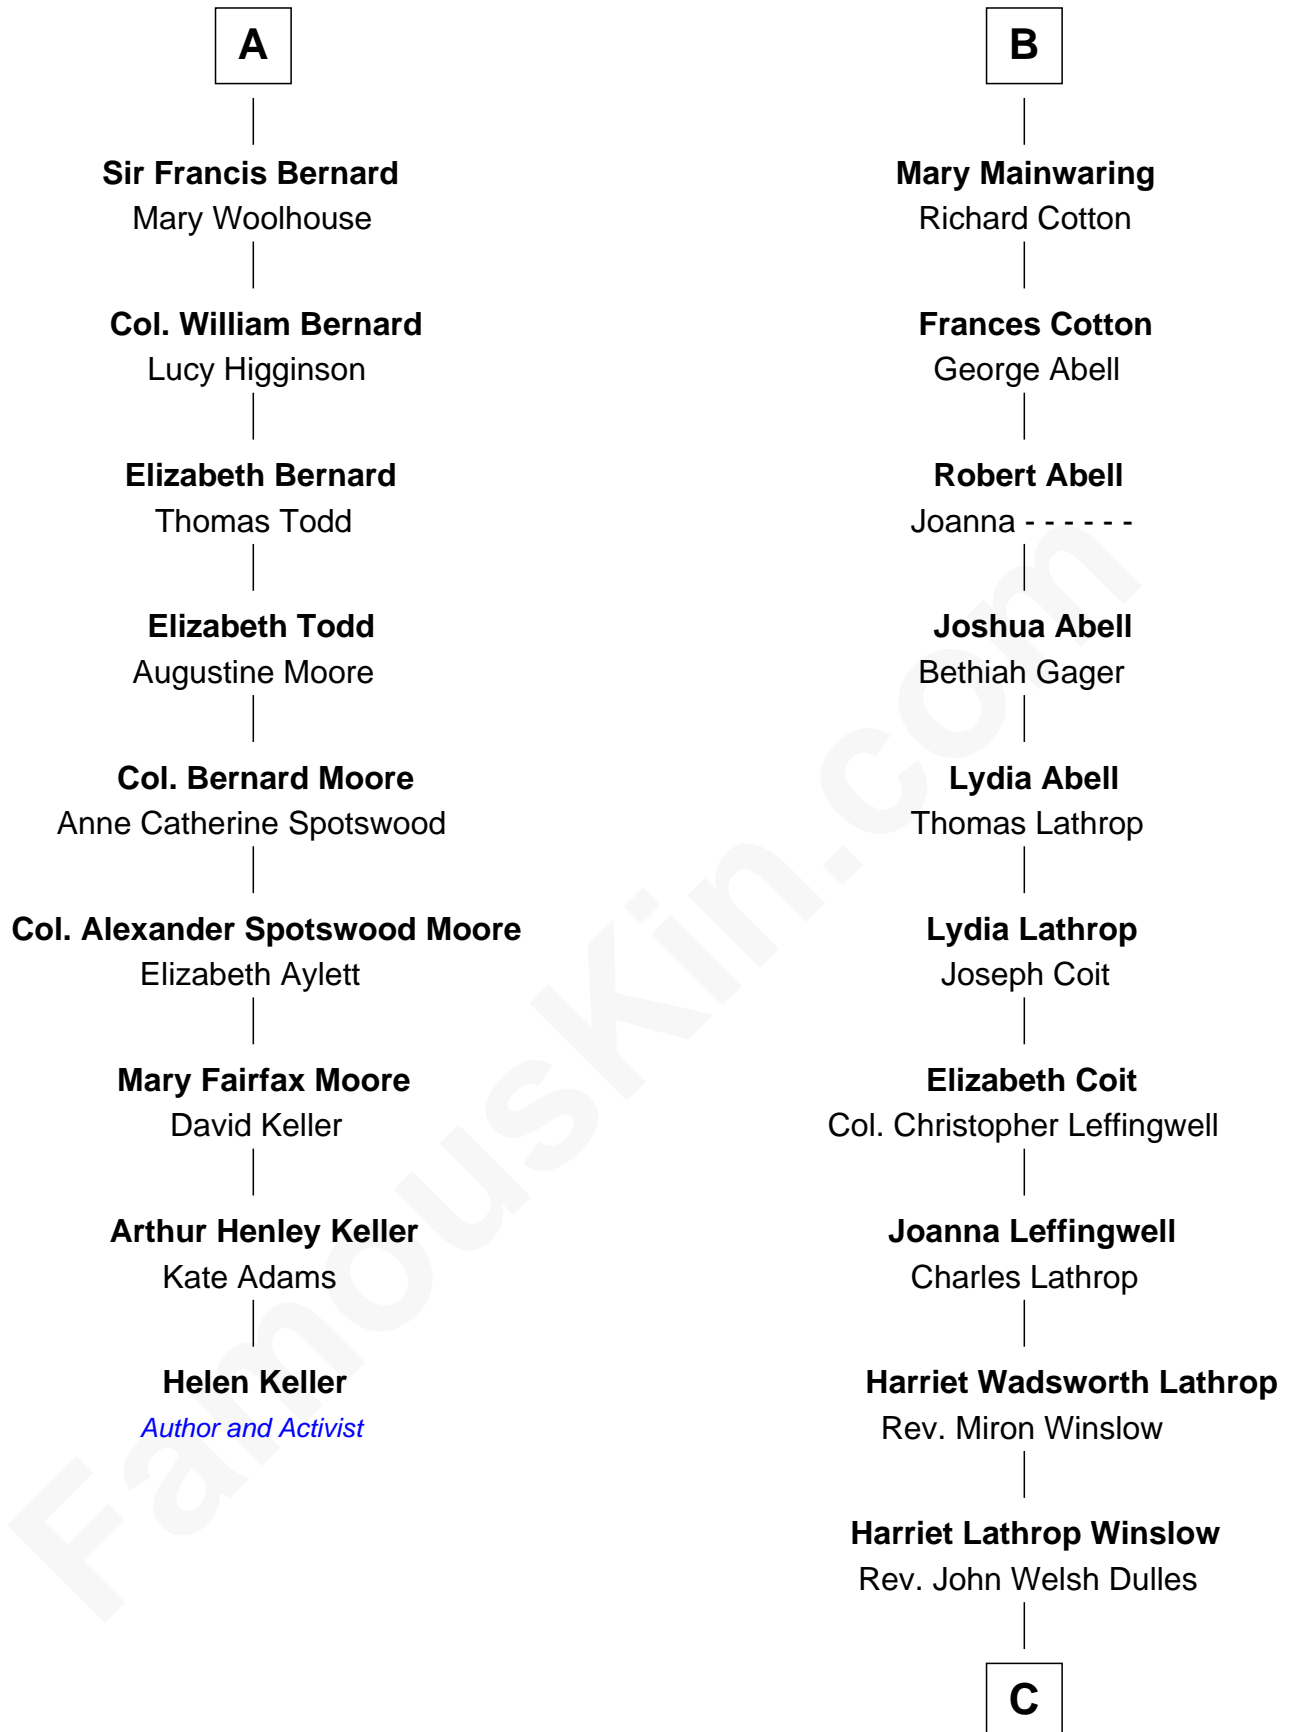 A
Sir Francis Bernard
Mary Woolhouse
Col. William Bernard
Lucy Higginson
Elizabeth Bernard
Thomas Todd
Elizabeth Todd
Augustine Moore
Col. Bernard Moore
Anne Catherine Spotswood
Col. Alexander Spotswood Moore
Elizabeth Aylett
Mary Fairfax Moore
David Keller
Arthur Henley Keller
Kate Adams
Helen Keller
Author and Activist
B
Mary Mainwaring
Richard Cotton
Frances Cotton
George Abell
Robert Abell
Joanna - - - - - -
Joshua Abell
Bethiah Gager
Lydia Abell
Thomas Lathrop
Lydia Lathrop
Joseph Coit
Elizabeth Coit
Col. Christopher Leffingwell
Joanna Leffingwell
Charles Lathrop
Harriet Wadsworth Lathrop
Rev. Miron Winslow
Harriet Lathrop Winslow
Rev. John Welsh Dulles
C
FamousKin.com